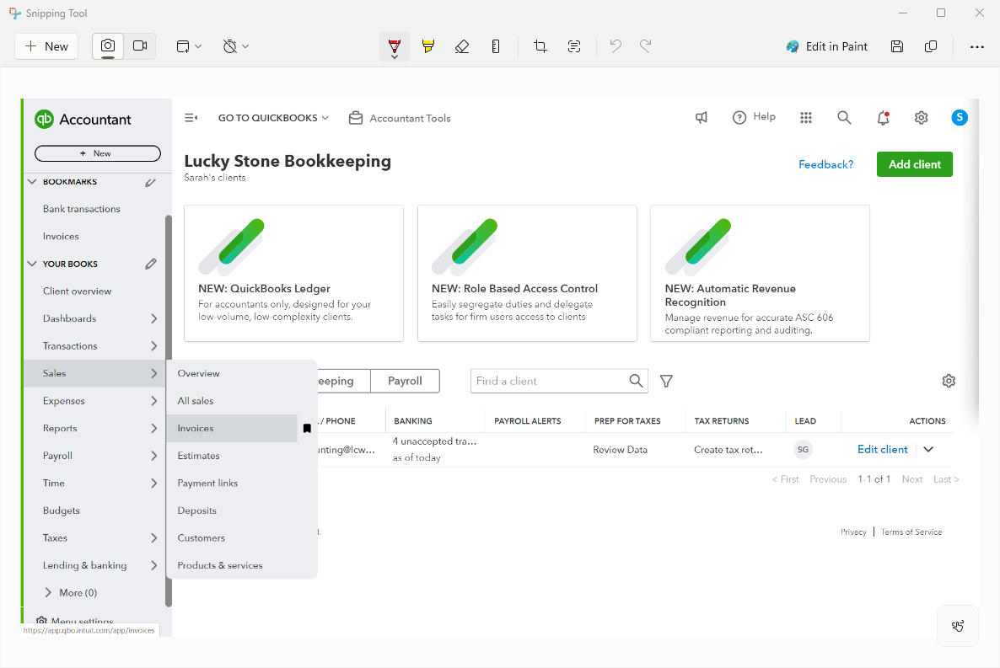 Snipping Tool
New
Edit in Paint
qb Accountant
+ New
BOOKMARKS
Bank transactions
Invoices
YOUR BOOKS
Client overview
Dashboards
Transactions
Sales
Expenses
Reports
Payroll
Time
Budgets
Taxes
Lending & banking
More (0)
Menu settings
https://app.qbo.intuit.com/app/invoices
Overview
All sales
Invoices
Estimates
Payment links
Deposits
Customers
Products & services
GO TO QUICKBOOKS
Accountant Tools
Help
S
Lucky Stone Bookkeeping
Sarah's clients
Feedback?
Add client
NEW: QuickBooks Ledger
For accountants only, designed for your
low-volume, low-complexity clients.
NEW: Role Based Access Control
Easily segregate duties and delegate
tasks for firm users access to clients
NEW: Automatic Revenue
Recognition
Manage revenue for accurate ASC 606
compliant reporting and auditing.
eeping
Payroll
Find a client
/ PHONE
BANKING
PAYROLL ALERTS
PREP FOR TAXES
TAX RETURNS
LEAD
ACTIONS
unting@lcw...
4 unaccepted tra...
as of today
Review Data
Create tax ret...
SG
Edit client
< First Previous 1-1 of 1 Next Last >
Privacy | Terms of Service